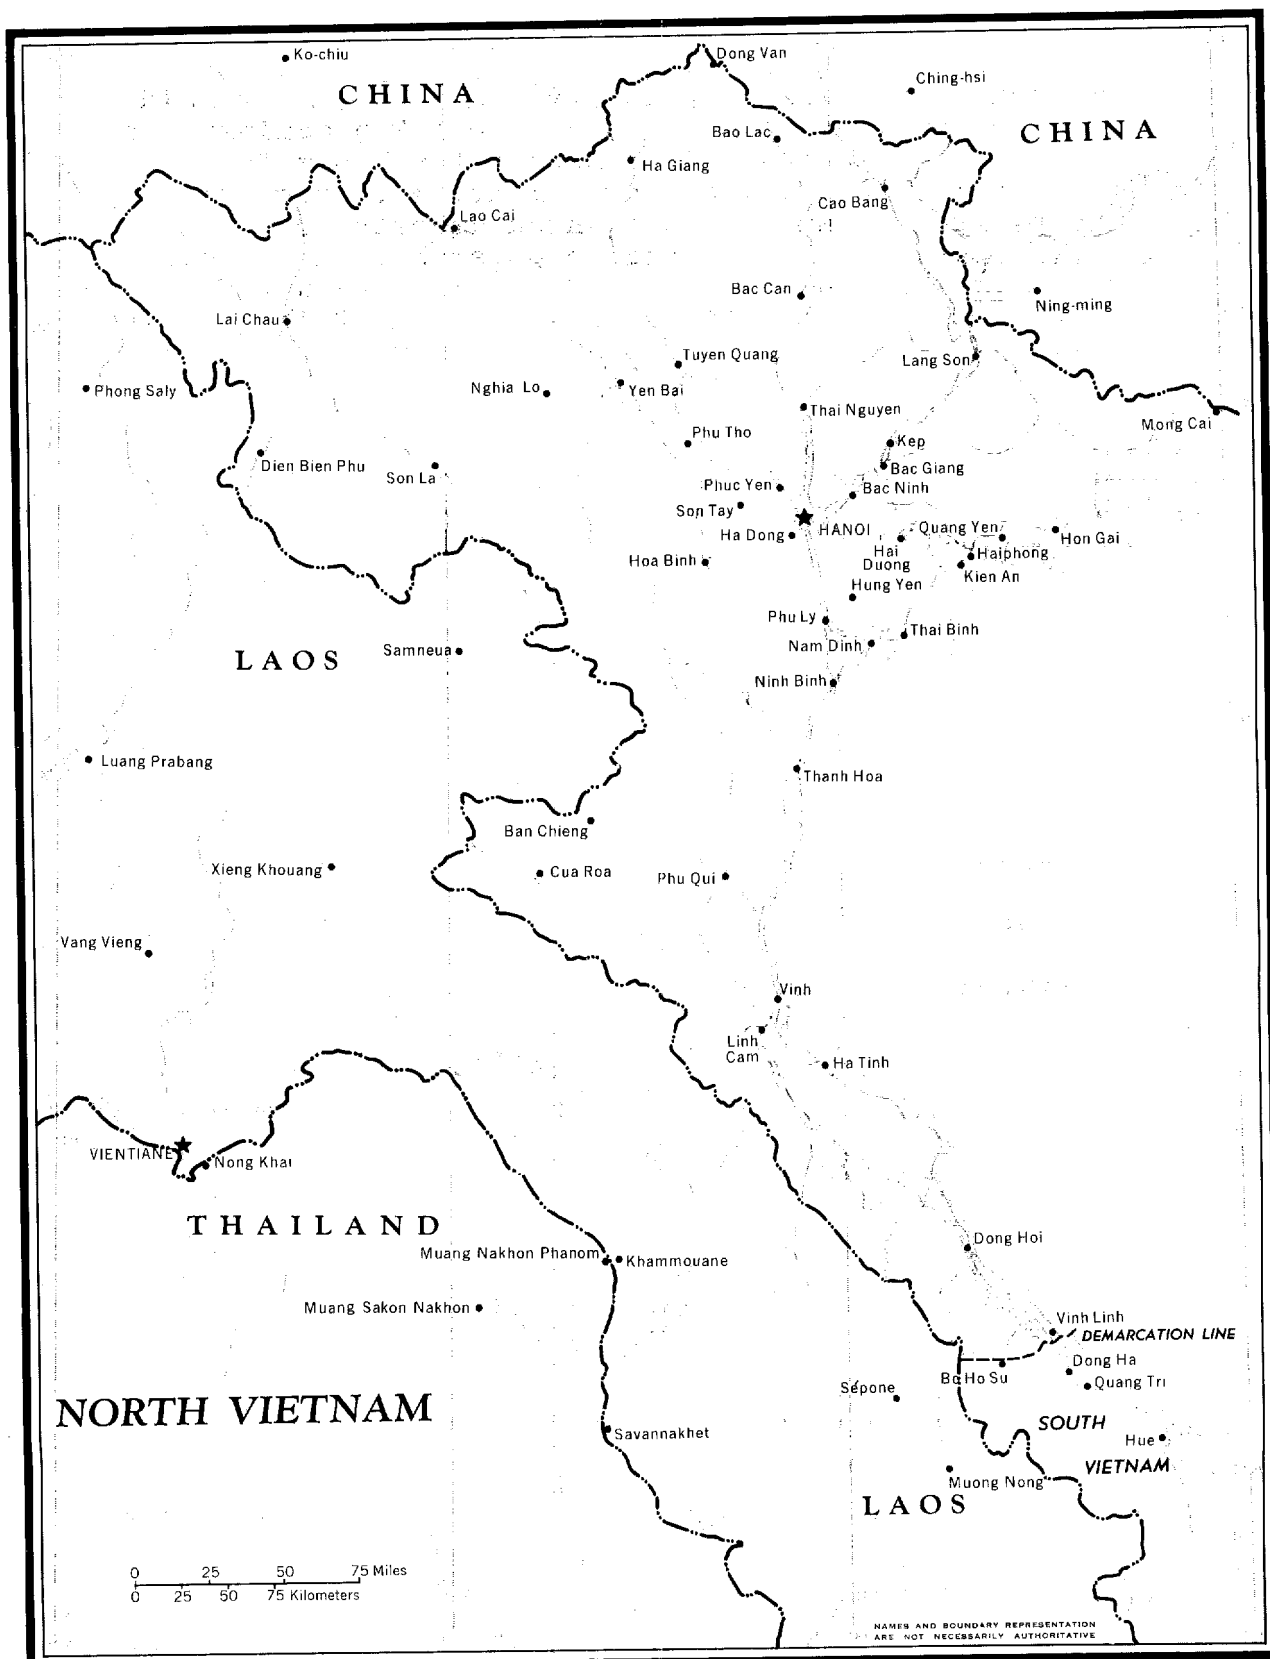 Ko-chiu
Dong Van
CHINA
Ching-hsi
Bao Lac
CHINA
Ha Giang
Cao Bang
Lao Cai
Bac Can
Ning-ming
Lai Chau
Tuyen Quang
Lang Son
Phong Saly
Nghia Lo
Yen Bai
Thai Nguyen
Mong Cai
Phu Tho
Kep
Dien Bien Phu
Son La
Bac Giang
Phuc Yen
Bac Ninh
Son Tay
HANOI
Quang Yen
Ha Dong
Hon Gai
Hai
Duong
Haiphong
Hoa Binh
Kien An
Hung Yen
Phu Ly
Thai Binh
LAOS
Samneua
Nam Dinh
Ninh Binh
Luang Prabang
Thanh Hoa
Ban Chieng
Xieng Khouang
Cua Roa
Phu Qui
Vang Vieng
Vinh
Linh
Cam
Ha Tinh
VIENTIANE
Nong Khai
THAILAND
Dong Hoi
Muang Nakhon Phanom
Khammouane
Muang Sakon Nakhon
Vinh Linh
DEMARCATION LINE
Dong Ha
Bo Ho Su
Quang Tri
Sépone
NORTH VIETNAM
SOUTH
Savannakhet
Hue
VIETNAM
Muong Nong
LAOS
0 25 50 75 Miles
0 25 50 75 Kilometers
NAMES AND BOUNDARY REPRESENTATION
ARE NOT NECESSARILY AUTHORITATIVE